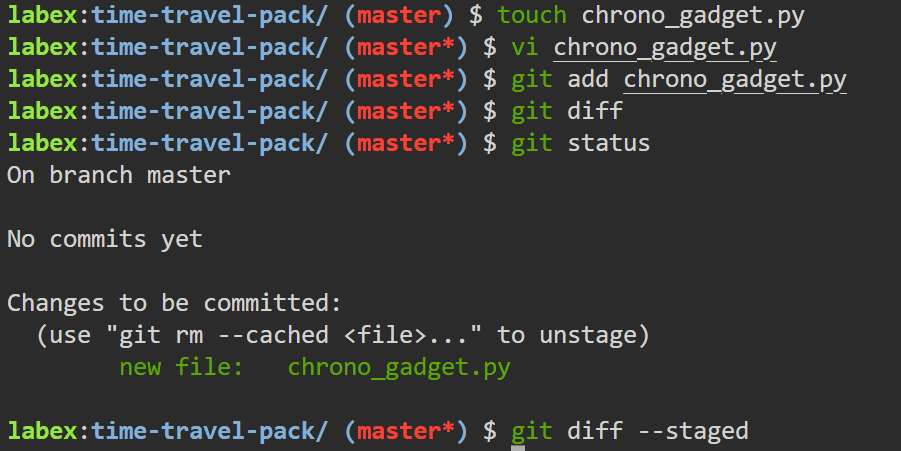 labex:time-travel-pack/ (master) $ touch chrono_gadget.py
labex:time-travel-pack/ (master*) $ vi chrono_gadget.py
labex:time-travel-pack/ (master*) $ git add chrono_gadget.py
labex:time-travel-pack/ (master*) $ git diff
labex:time-travel-pack/ (master*) $ git status
On branch master
No commits yet
Changes to be committed:
  (use "git rm --cached <file>..." to unstage)
        new file:   chrono_gadget.py
labex:time-travel-pack/ (master*) $ git diff --staged